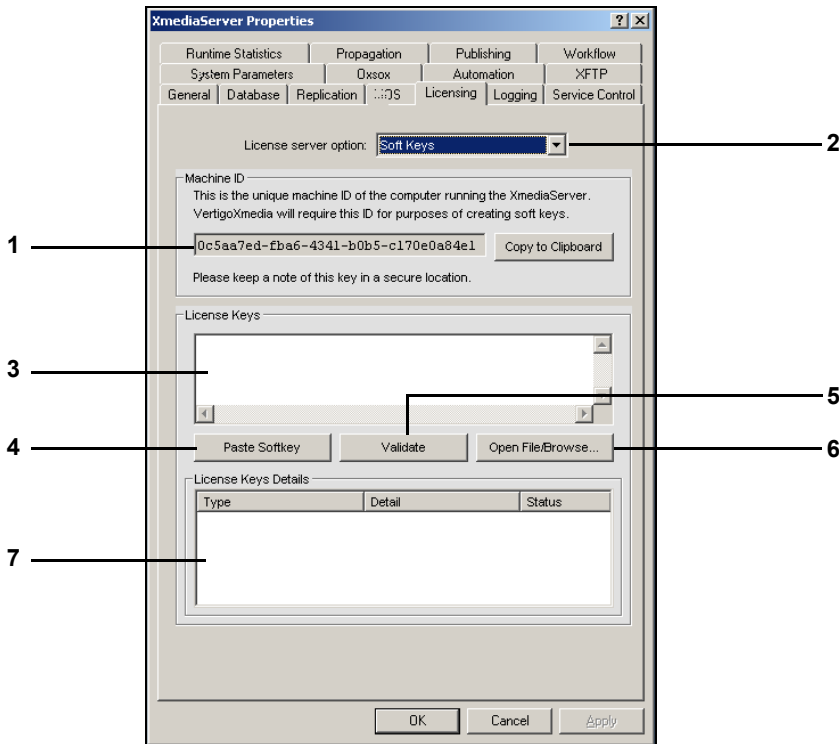 XmediaServer Properties
Runtime Statistics Propagation Publishing Workflow
System Parameters Oxsox Automation XFTP
General Database Replication Licensing Logging Service Control
License server option: Soft Keys
2
Machine ID
This is the unique machine ID of the computer running the XmediaServer.
VertigoXmedia will require this ID for purposes of creating soft keys.
1
0c5aa7ed-fba6-4341-b0b5-c170e0a84e1 Copy to Clipboard
Please keep a note of this key in a secure location.
License Keys
3
5
4
Paste Softkey Validate Open File/Browse...
6
License Keys Details
Type Detail Status
7
OK Cancel Apply